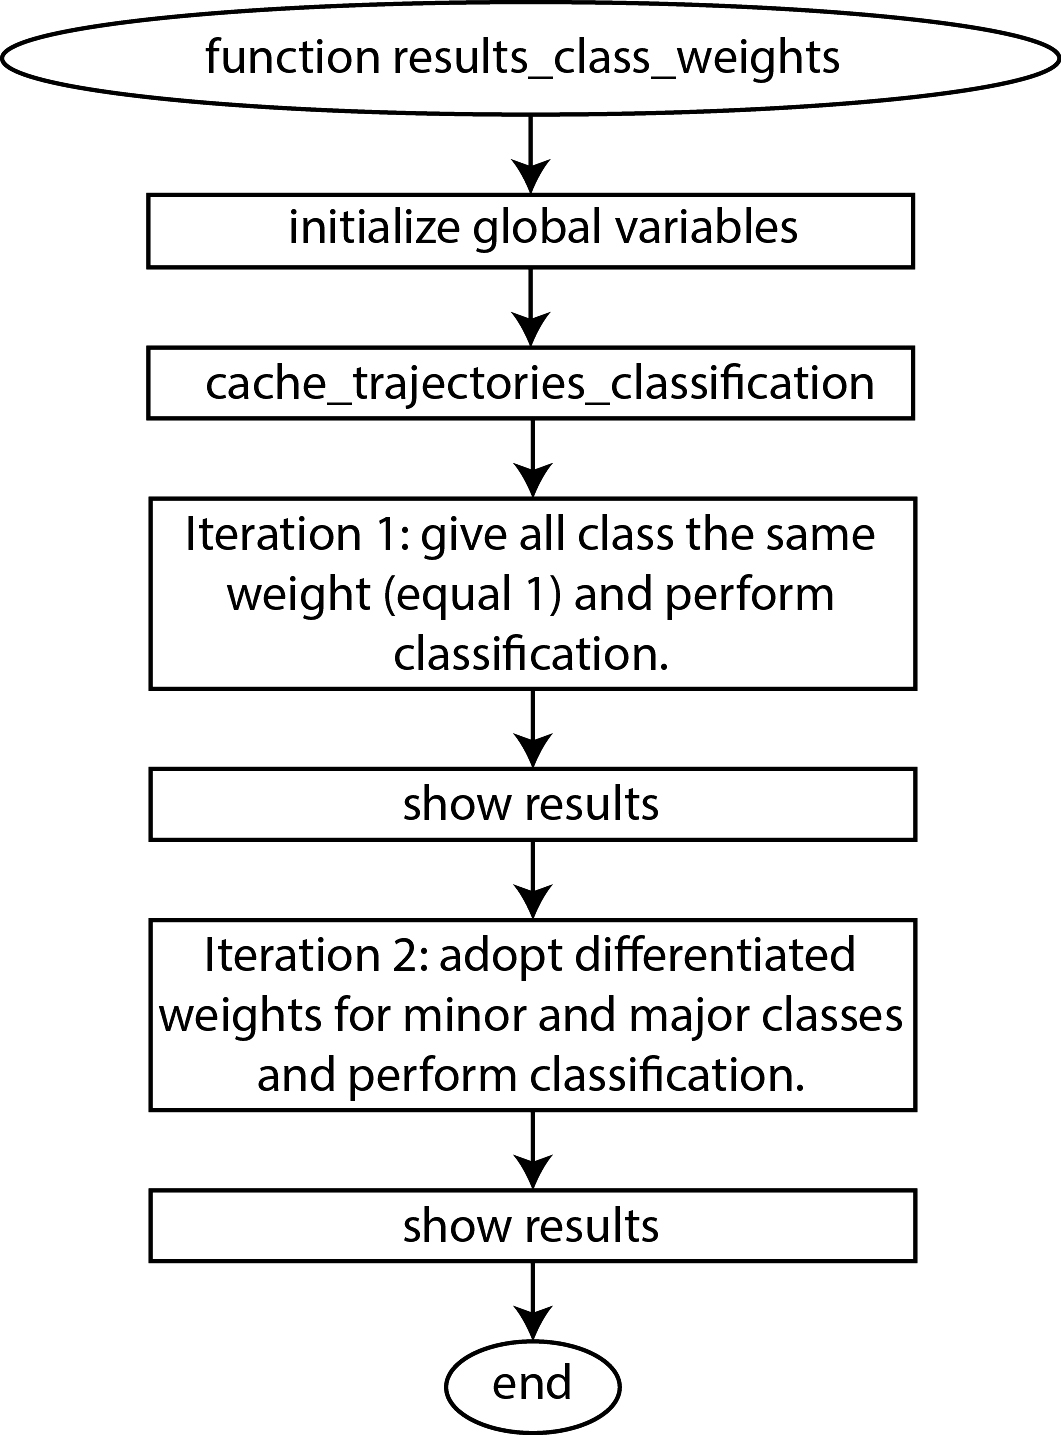 function results_class_weights
initialize global variables
cache_trajectories_classification
Iteration 1: give all class the same
weight (equal 1) and perform
classification.
show results
Iteration 2: adopt differentiated
weights for minor and major classes
and perform classification.
show results
end